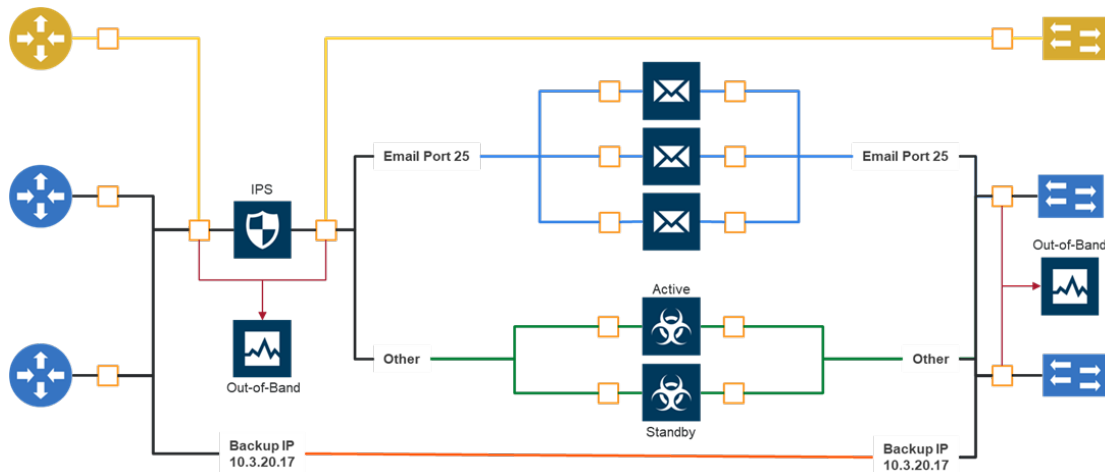 Email Port 25
Email Port 25
IPS
Out-of-Band
Active
Other
Other
Out-of-Band
Standby
Backup IP
10.3.20.17
Backup IP
10.3.20.17